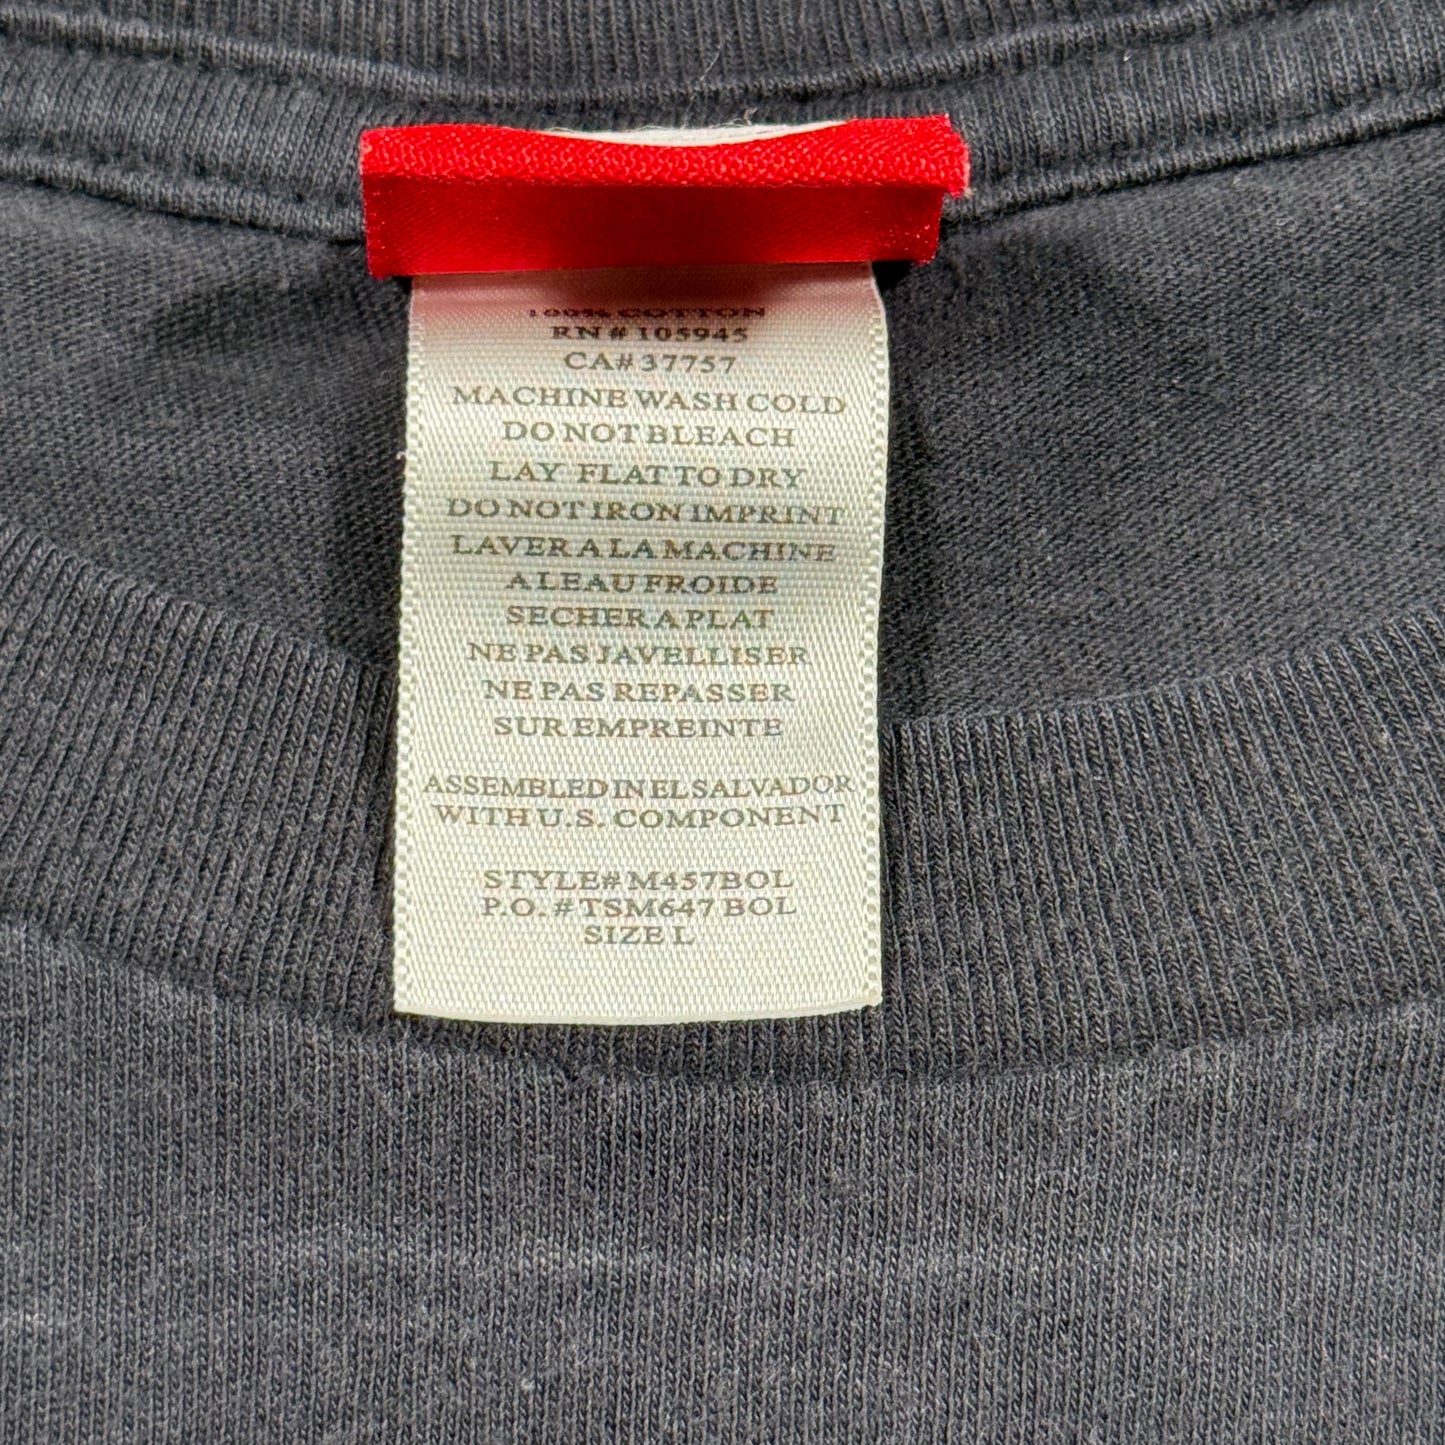 100% COTTON
RN # 105945
CA# 37757
MACHINE WASH COLD
DO NOT BLEACH
LAY FLAT TO DRY
DO NOT IRON IMPRINT
LAVER A LA MACHINE
A LEAU FROIDE
SECHER A PLAT
NE PAS JAVELLISER
NE PAS REPASSER
SUR EMPREINTE
ASSEMBLED IN EL SALVADOR
WITH U.S. COMPONENT
STYLE# M457BOL
P.O. # TSM647 BOL
SIZE L